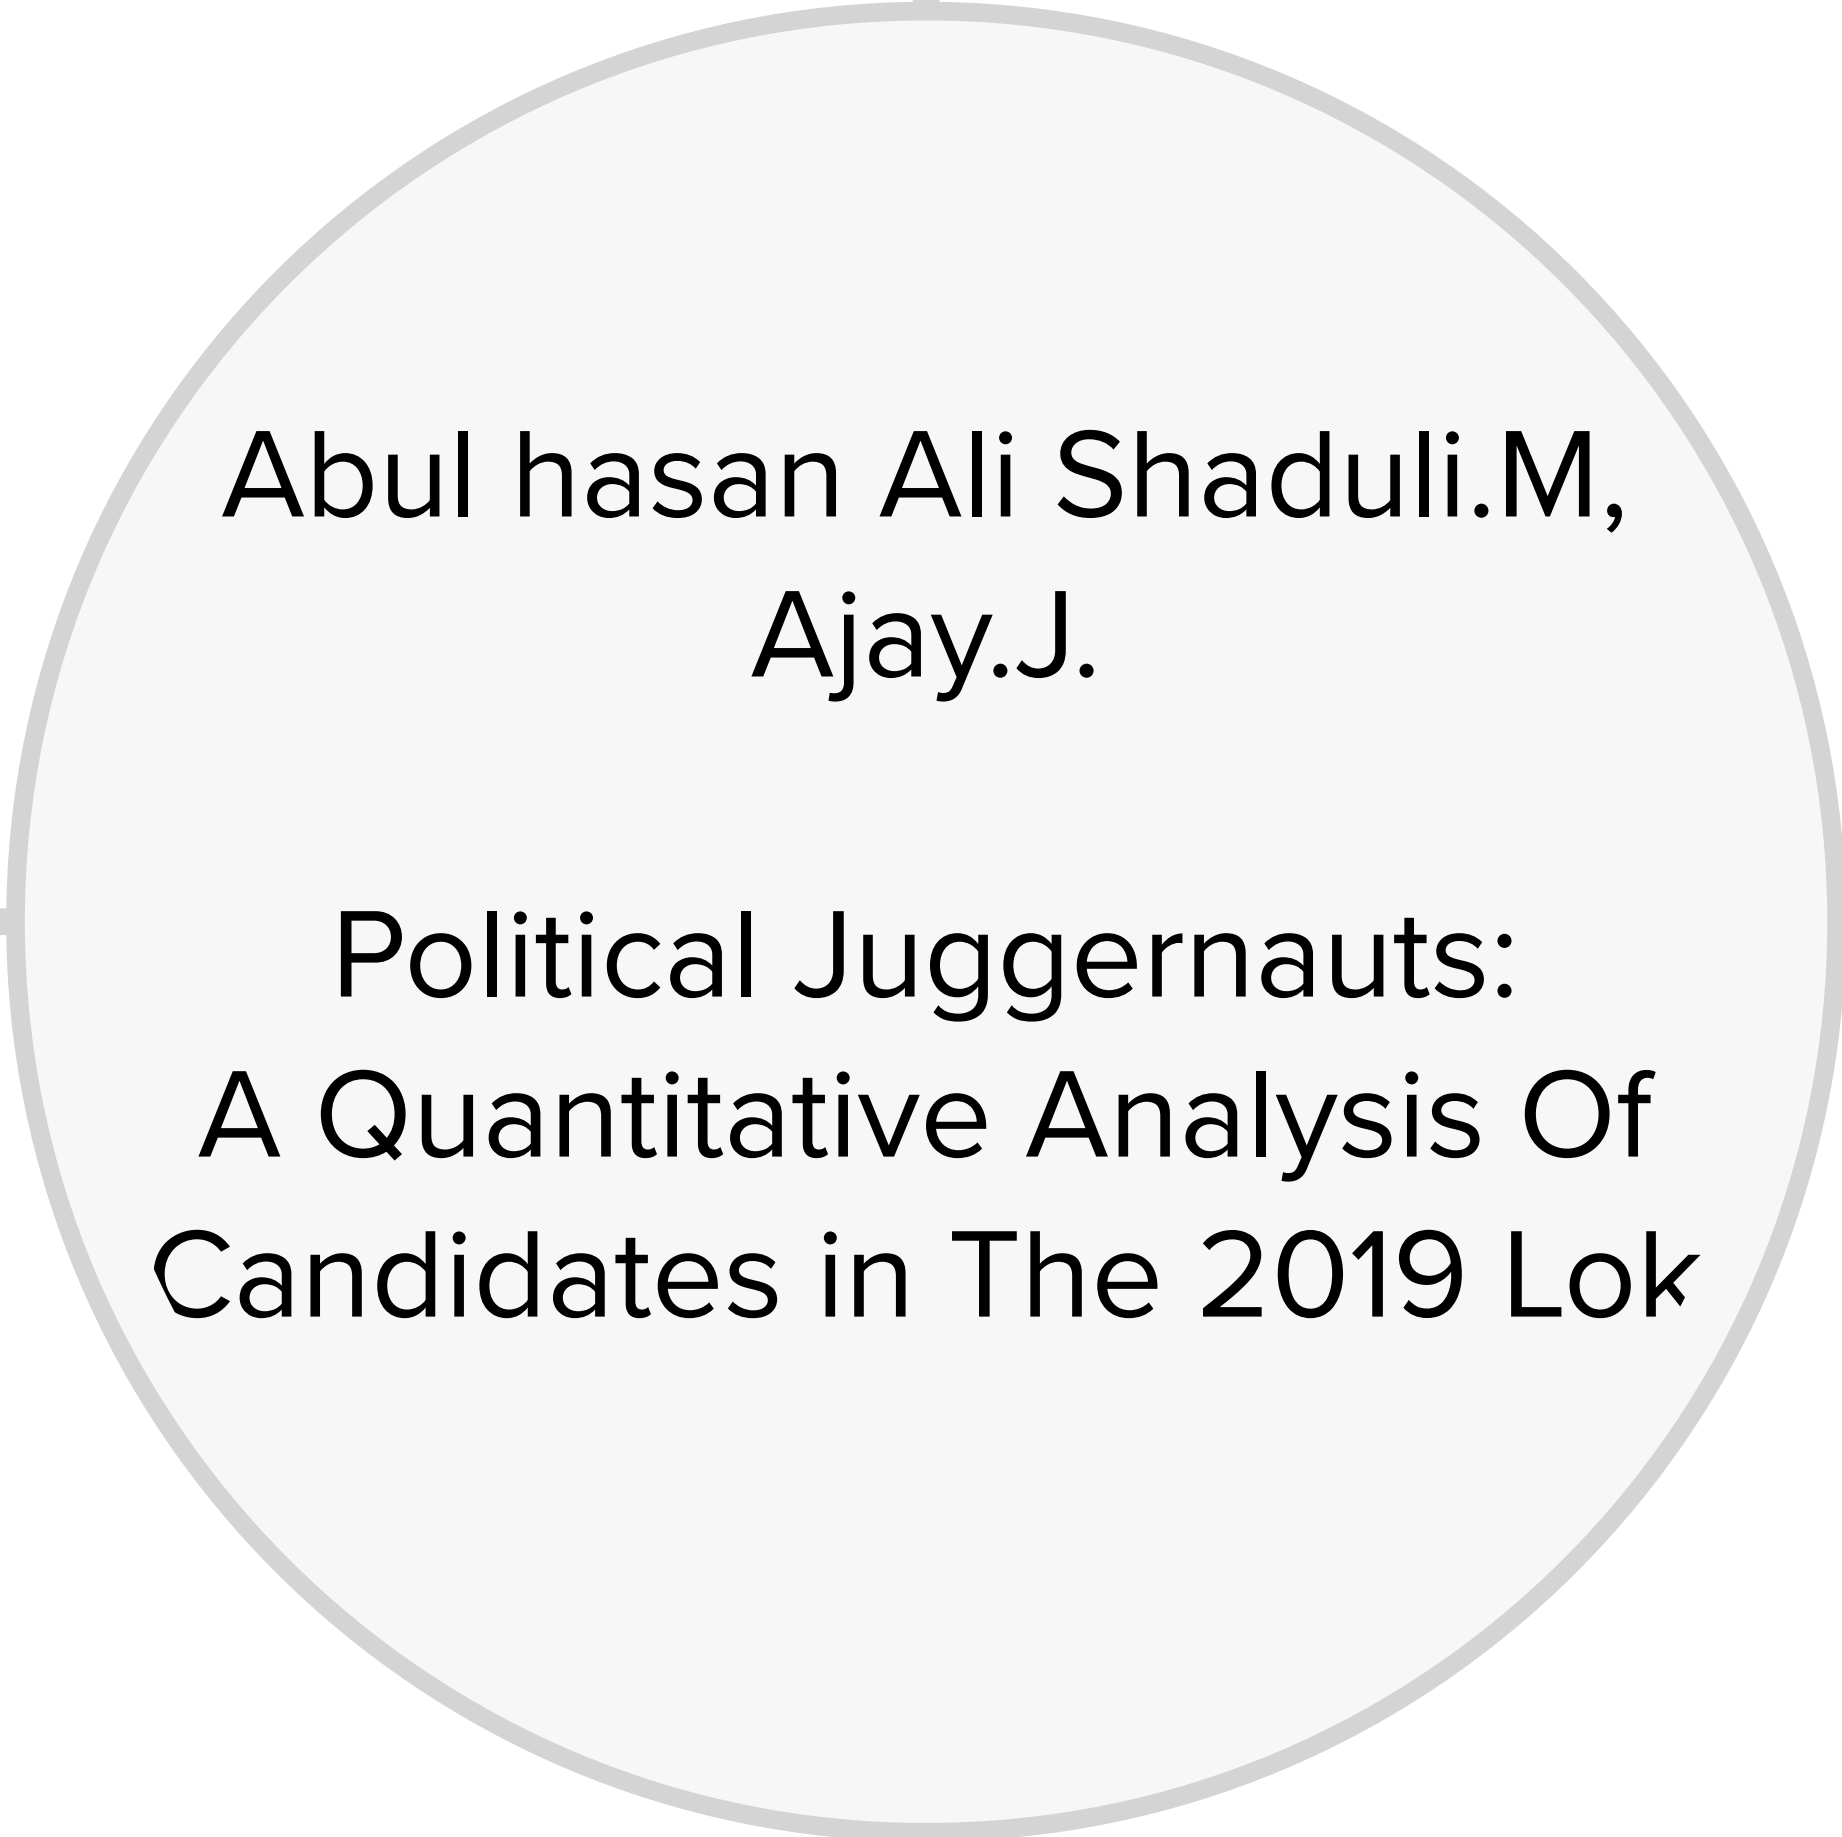 Abul hasan Ali Shaduli.M,
Ajay.J.
Political Juggernauts:
A Quantitative Analysis Of
Candidates in The 2019 Lok